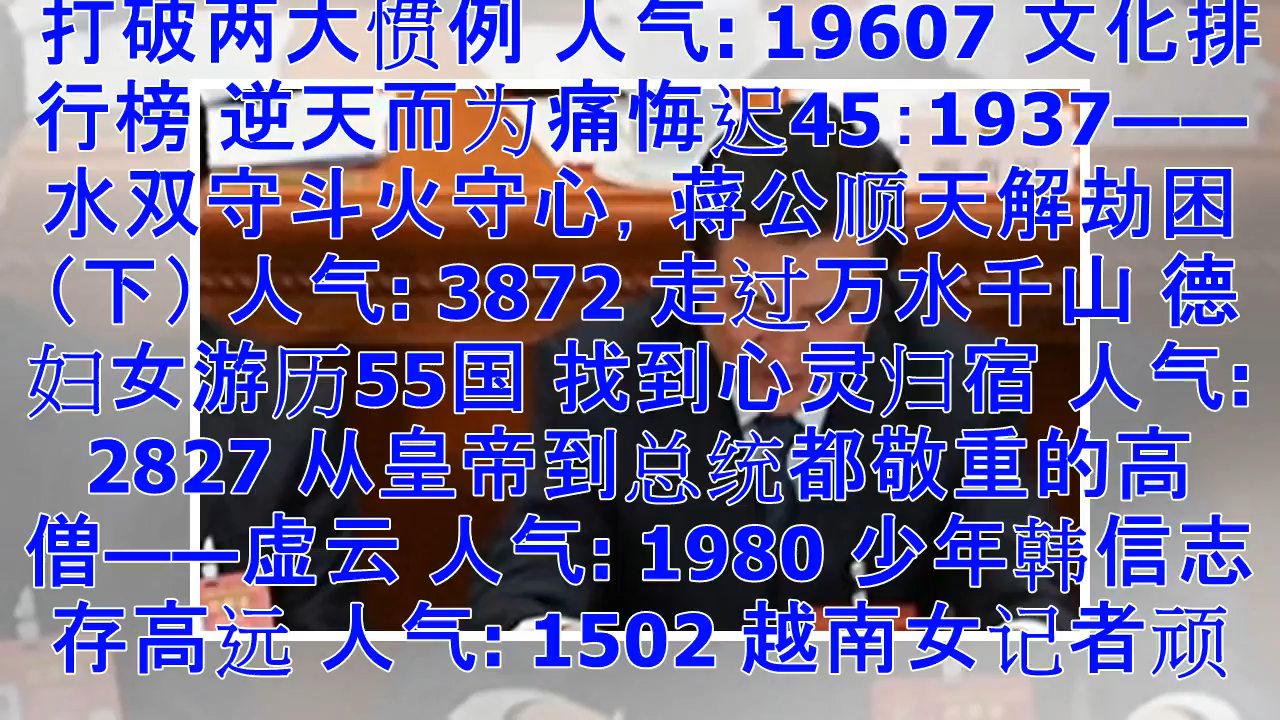 打破两大惯例 人气: 19607 文化排
行榜 逆天而为痛悔迟45:1937——
水双守斗火守心，蒋公顺天解劫困
（下）人气: 3872 走过万水千山 德
妇女游历55国 找到心灵归宿 人气:
2827 从皇帝到总统都敬重的高
僧——虚云 人气: 1980 少年韩信志
存高远 人气: 1502 越南女记者顽